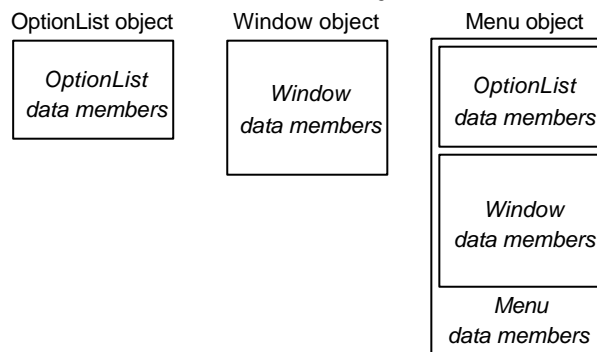 OptionList object
Window object
Menu object
OptionList
data members
Window
data members
OptionList
data members
Window
data members
Menu
data members